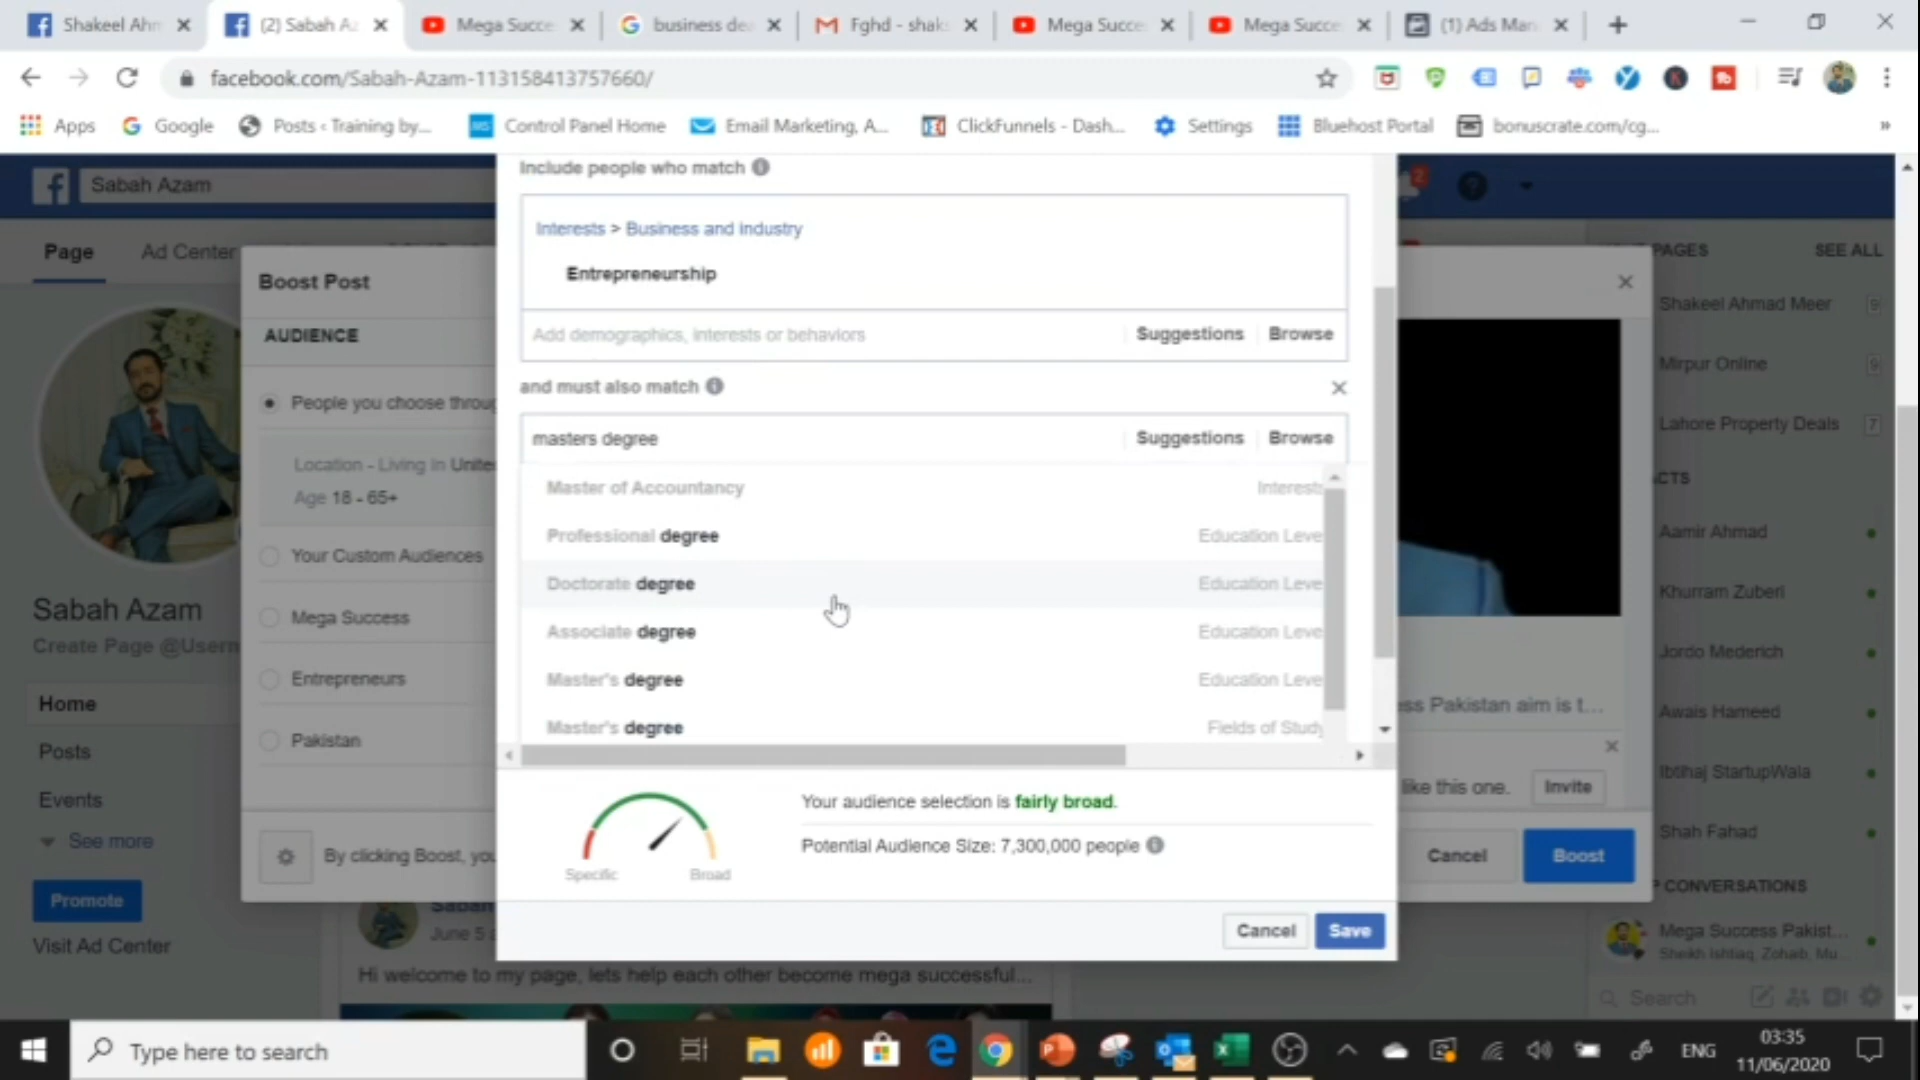 Shakeel Ahm
(2) Sabah Az
Mega Succe
business de
Fghd - shak
Mega Succe
Mega Succe
(1) Ads Man
facebook.com/Sabah-Azam-113158413757660/
Apps
Google
Posts ‹ Training by...
Control Panel Home
Email Marketing, A...
ClickFunnels - Dash...
Settings
Bluehost Portal
bonuscrate.com/cg...
Sabah Azam
2
Page
Ad Center
Boost Post
AUDIENCE
People you choose throu
Location - Living In Unite
Age 18 - 65+
Your Custom Audiences
Mega Success
Entrepreneurs
Pakistan
By clicking Boost, you
Sabah Azam
Create Page @Usern
Home
Posts
Events
See more
Promote
Visit Ad Center
Include people who match
Interests > Business and industry
Entrepreneurship
Add demographics, interests or behaviors
Suggestions
Browse
and must also match
masters degree
Suggestions
Browse
Master of Accountancy
Interests
Professional degree
Education Leve
Doctorate degree
Education Leve
Associate degree
Education Leve
Master's degree
Education Leve
Master's degree
Fields of Study
Your audience selection is fairly broad.
Potential Audience Size: 7,300,000 people
Specific
Broad
Cancel
Save
Sabah
June 5 a
Hi welcome to my page, lets help each other become mega successful...
ess Pakistan aim is t...
like this one.
Invite
Cancel
Boost
PAGES
SEE ALL
Shakeel Ahmad Meer
9
Mirpur Online
9
Lahore Property Deals
7
ACTS
Aamir Ahmad
Khurram Zuberi
Jordo Mederich
Awais Hameed
Ibtihaj StartupWala
Shah Fahad
P CONVERSATIONS
Mega Success Pakist...
Sheikh Ishtiaq, Zohaib, Mu...
Search
Type here to search
ENG
03:35
11/06/2020